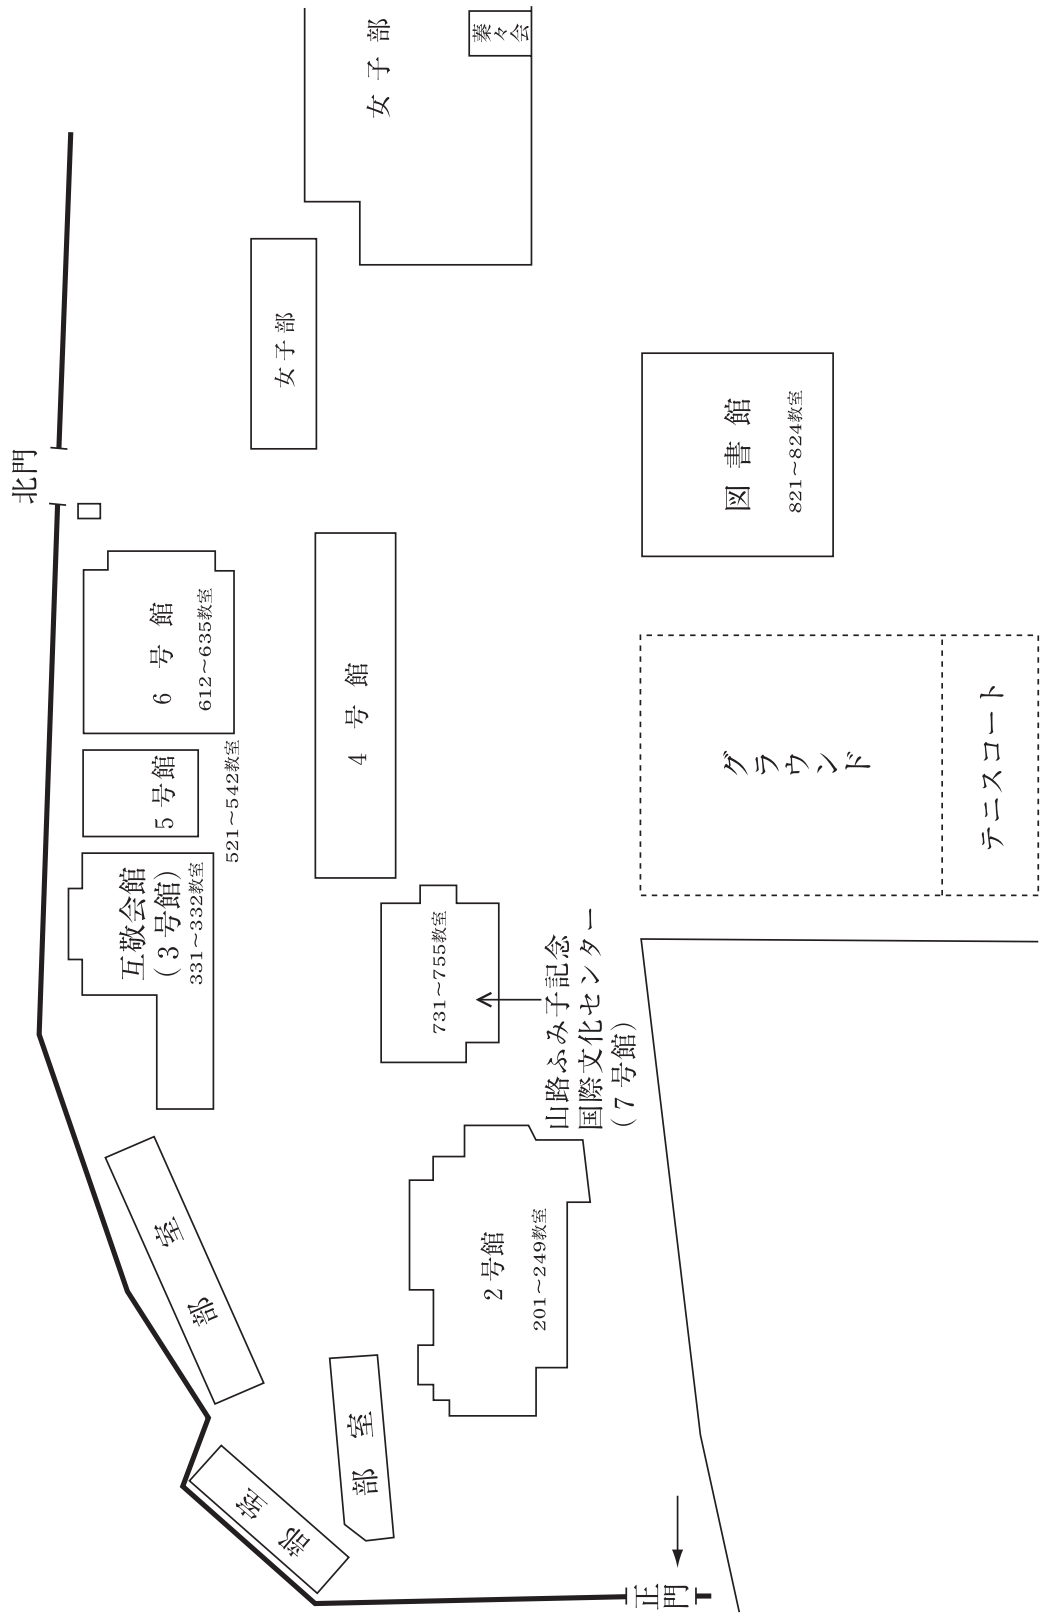 北門
正門
女子部
蓁々会
女子部
図書館
821～824教室
6号館
612～635教室
5号館
521～542教室
4号館
互敬会館
(3号館)
331～332教室
731～755教室
山路ふみ子記念
国際文化センター
(7号館)
2号館
201～249教室
部室
部室
部室
グラウンド
テニスコート